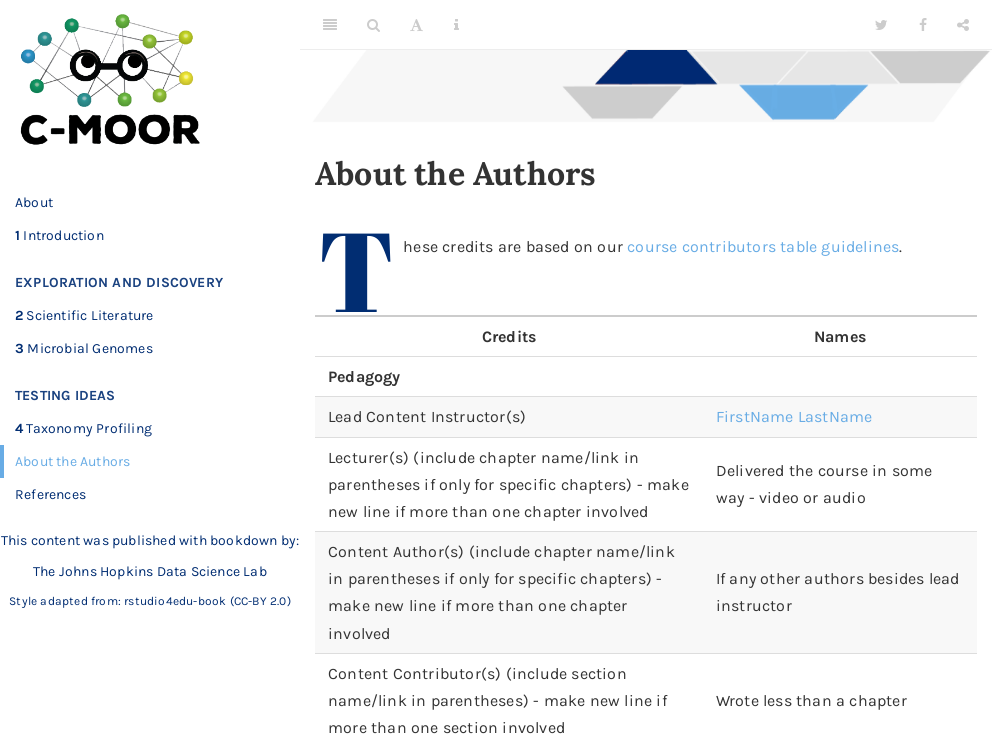 C-MOOR
About
1 Introduction
EXPLORATION AND DISCOVERY
2 Scientific Literature
3 Microbial Genomes
TESTING IDEAS
4 Taxonomy Profiling
About the Authors
References
This content was published with bookdown by:
The Johns Hopkins Data Science Lab
Style adapted from: rstudio4edu-book (CC-BY 2.0)
A
About the Authors
These credits are based on our course contributors table guidelines.
Credits Names
Pedagogy
Lead Content Instructor(s) FirstName LastName
Lecturer(s) (include chapter name/link in
parentheses if only for specific chapters) - make
new line if more than one chapter involved
Delivered the course in some
way - video or audio
Content Author(s) (include chapter name/link
in parentheses if only for specific chapters) -
make new line if more than one chapter
involved
If any other authors besides lead
instructor
Content Contributor(s) (include section
name/link in parentheses) - make new line if
more than one section involved
Wrote less than a chapter